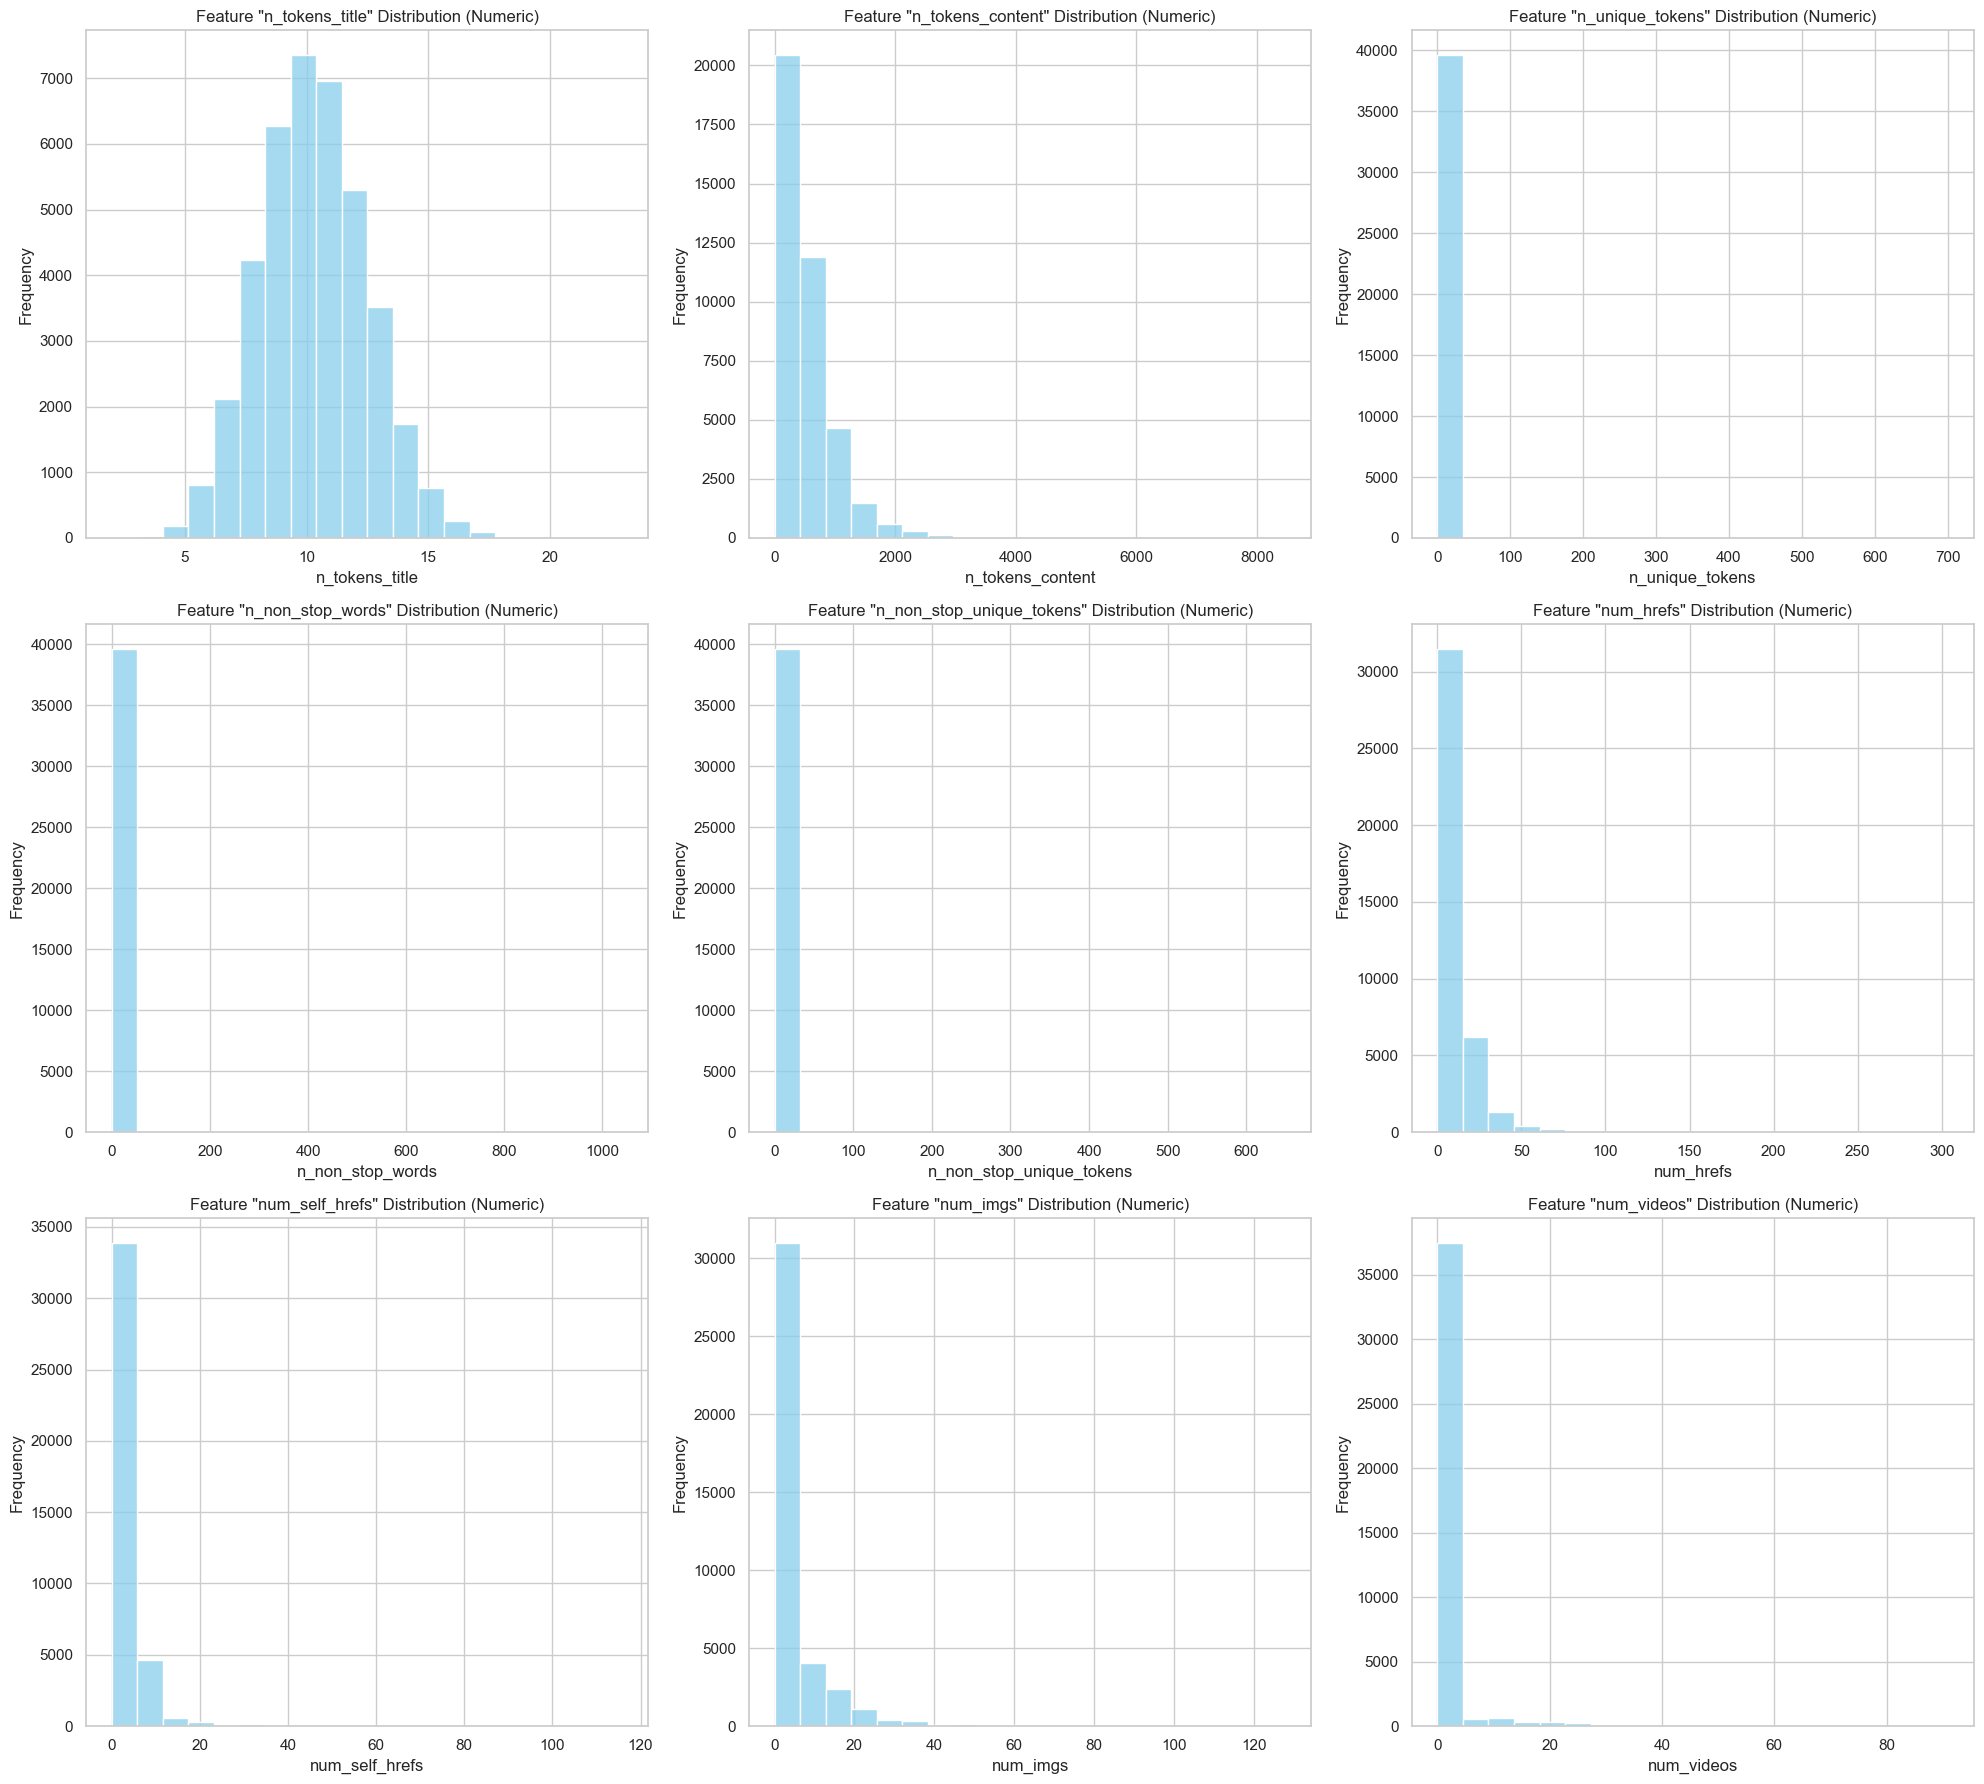 Feature "n_tokens_title" Distribution (Numeric)
7000
6000
5000
4000
3000
2000
1000
0
Frequency
5 10 15 20
n_tokens_title
Feature "n_tokens_content" Distribution (Numeric)
20000
17500
15000
12500
10000
7500
5000
2500
0
Frequency
0 2000 4000 6000 8000
n_tokens_content
Feature "n_unique_tokens" Distribution (Numeric)
40000
35000
30000
25000
20000
15000
10000
5000
0
Frequency
0 100 200 300 400 500 600 700
n_unique_tokens
Feature "n_non_stop_words" Distribution (Numeric)
40000
35000
30000
25000
20000
15000
10000
5000
0
Frequency
0 200 400 600 800 1000
n_non_stop_words
Feature "n_non_stop_unique_tokens" Distribution (Numeric)
40000
35000
30000
25000
20000
15000
10000
5000
0
Frequency
0 100 200 300 400 500 600
n_non_stop_unique_tokens
Feature "num_hrefs" Distribution (Numeric)
30000
25000
20000
15000
10000
5000
0
Frequency
0 50 100 150 200 250 300
num_hrefs
Feature "num_self_hrefs" Distribution (Numeric)
35000
30000
25000
20000
15000
10000
5000
0
Frequency
0 20 40 60 80 100 120
num_self_hrefs
Feature "num_imgs" Distribution (Numeric)
30000
25000
20000
15000
10000
5000
0
Frequency
0 20 40 60 80 100 120
num_imgs
Feature "num_videos" Distribution (Numeric)
35000
30000
25000
20000
15000
10000
5000
0
Frequency
0 20 40 60 80
num_videos